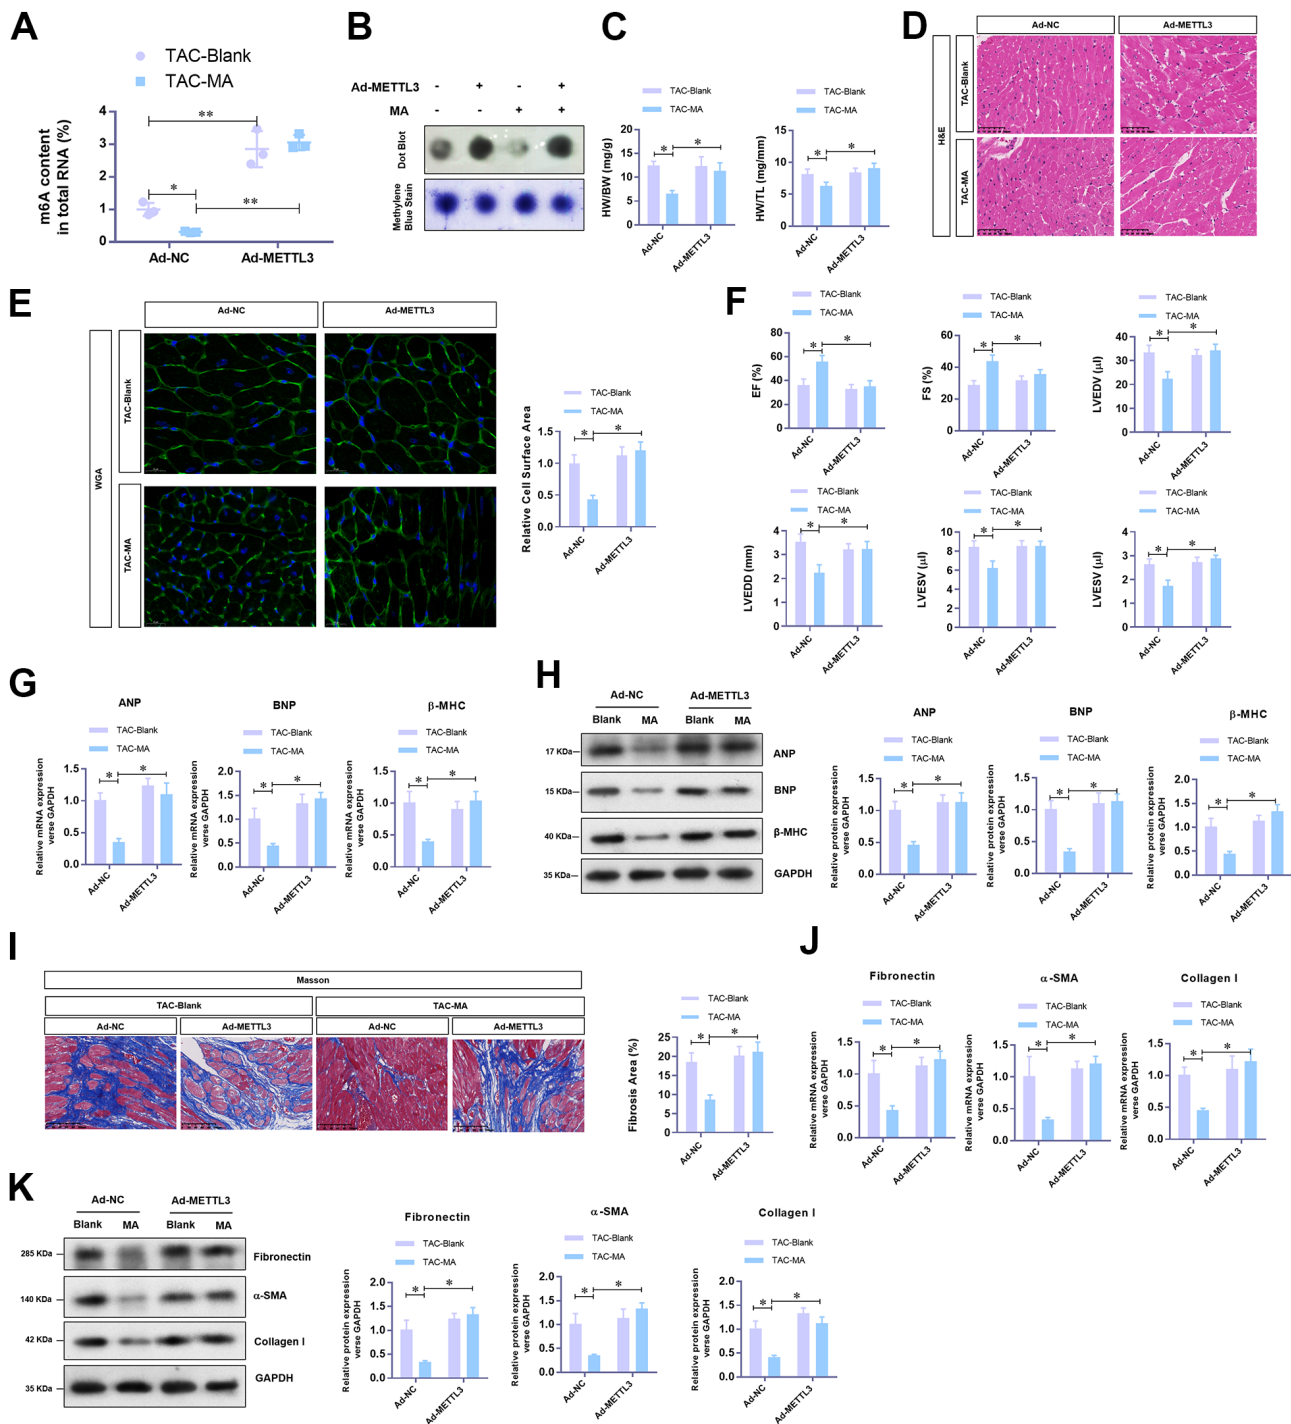 A
TAC-Blank
TAC-MA
m6A content
in total RNA (%)
4
3
2
1
0
**
*
**
Ad-NC
Ad-METTL3
B
Ad-METTL3
- + - +
MA
- - + +
Dot Blot
Methylene
Blue Stain
C
TAC-Blank
TAC-MA
HW/BW (mg/g)
20
15
10
5
0
*
*
Ad-NC
Ad-METTL3
TAC-Blank
TAC-MA
HW/TL (mg/mm)
15
10
5
0
*
*
Ad-NC
Ad-METTL3
D
Ad-NC
Ad-METTL3
H&E
TAC-Blank
TAC-MA
E
Ad-NC
Ad-METTL3
WGA
TAC-Blank
TAC-MA
TAC-Blank
TAC-MA
Relative Cell Surface Area
1.5
1.0
0.5
0.0
*
*
Ad-NC
Ad-METTL3
F
TAC-Blank
TAC-MA
EF (%)
80
60
40
20
0
*
*
Ad-NC
Ad-METTL3
TAC-Blank
TAC-MA
FS (%)
60
40
20
0
*
*
Ad-NC
Ad-METTL3
TAC-Blank
TAC-MA
LVEDV (μl)
40
30
20
10
0
*
*
Ad-NC
Ad-METTL3
TAC-Blank
TAC-MA
LVEDD (mm)
4
3
2
1
0
*
*
Ad-NC
Ad-METTL3
TAC-Blank
TAC-MA
LVESV (μl)
10
8
6
4
2
0
*
*
Ad-NC
Ad-METTL3
TAC-Blank
TAC-MA
LVESV (μl)
4
3
2
1
0
*
*
Ad-NC
Ad-METTL3
G
ANP
TAC-Blank
TAC-MA
Relative mRNA expression
verse GAPDH
1.5
1.0
0.5
0.0
*
*
Ad-NC
Ad-METTL3
BNP
TAC-Blank
TAC-MA
Relative mRNA expression
verse GAPDH
2.0
1.5
1.0
0.5
0.0
*
*
Ad-NC
Ad-METTL3
β-MHC
TAC-Blank
TAC-MA
Relative mRNA expression
verse GAPDH
1.5
1.0
0.5
0.0
*
*
Ad-NC
Ad-METTL3
H
Ad-NC
Ad-METTL3
Blank MA Blank MA
17 KDa
ANP
15 KDa
BNP
40 KDa
β-MHC
35 KDa
GAPDH
ANP
TAC-Blank
TAC-MA
Relative protein expression
verse GAPDH
1.5
1.0
0.5
0.0
*
*
Ad-NC
Ad-METTL3
BNP
TAC-Blank
TAC-MA
Relative protein expression
verse GAPDH
1.5
1.0
0.5
0.0
*
*
Ad-NC
Ad-METTL3
β-MHC
TAC-Blank
TAC-MA
Relative protein expression
verse GAPDH
2.0
1.5
1.0
0.5
0.0
*
*
Ad-NC
Ad-METTL3
I
Masson
TAC-Blank
TAC-MA
Ad-NC
Ad-METTL3
Ad-NC
Ad-METTL3
TAC-Blank
TAC-MA
Fibrosis Area (%)
25
20
15
10
5
0
*
*
Ad-NC
Ad-METTL3
J
Fibronectin
TAC-Blank
TAC-MA
Relative mRNA expression
verse GAPDH
1.5
1.0
0.5
0.0
*
*
Ad-NC
Ad-METTL3
α-SMA
TAC-Blank
TAC-MA
Relative mRNA expression
verse GAPDH
1.5
1.0
0.5
0.0
*
*
Ad-NC
Ad-METTL3
Collagen I
TAC-Blank
TAC-MA
Relative mRNA expression
verse GAPDH
1.5
1.0
0.5
0.0
*
*
Ad-NC
Ad-METTL3
K
Ad-NC
Ad-METTL3
Blank MA Blank MA
285 KDa
Fibronectin
140 KDa
α-SMA
42 KDa
Collagen I
35 KDa
GAPDH
Fibronectin
TAC-Blank
TAC-MA
Relative protein expression
verse GAPDH
2.0
1.5
1.0
0.5
0.0
*
*
Ad-NC
Ad-METTL3
α-SMA
TAC-Blank
TAC-MA
Relative protein expression
verse GAPDH
2.0
1.5
1.0
0.5
0.0
*
*
Ad-NC
Ad-METTL3
Collagen I
TAC-Blank
TAC-MA
Relative protein expression
verse GAPDH
2.0
1.5
1.0
0.5
0.0
*
*
Ad-NC
Ad-METTL3